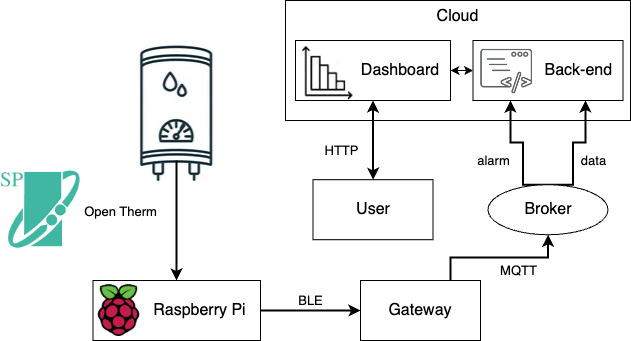 Cloud
Dashboard
Back-end
HTTP
alarm
data
SP
Open Therm
User
Broker
MQTT
BLE
Raspberry Pi
Gateway